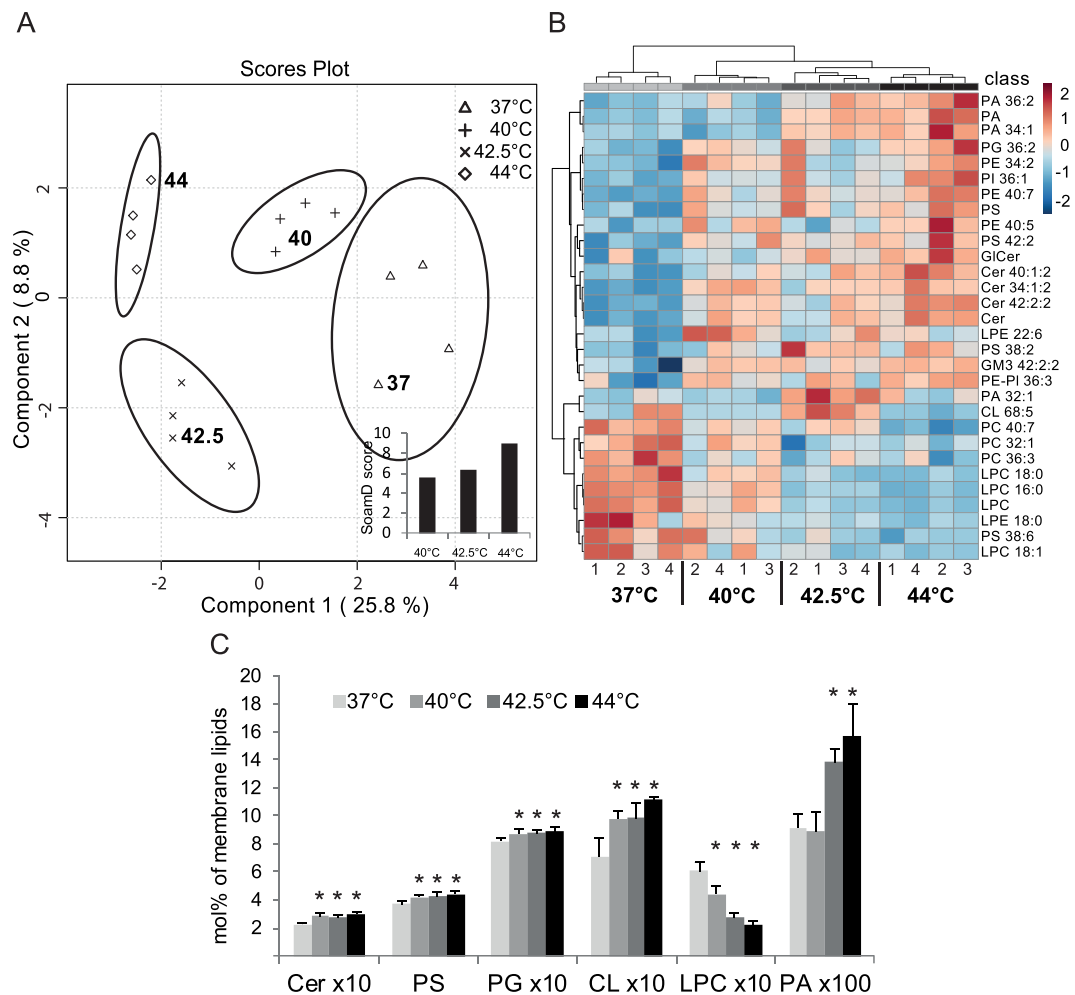 A
Scores Plot
37°C
40°C
42.5°C
44°C
44
40
37
42.5
2
0
-2
-4
Component 2 ( 8.8 %)
-2
0
2
4
Component 1 ( 25.8 %)
SoamD score
10
8
6
4
2
0
40°C 42.5°C 44°C
B
class
2
1
0
-1
-2
PA 36:2
PA
PA 34:1
PG 36:2
PE 34:2
PI 36:1
PE 40:7
PS
PE 40:5
PS 42:2
GlCer
Cer 40:1:2
Cer 34:1:2
Cer 42:2:2
Cer
LPE 22:6
PS 38:2
GM3 42:2:2
PE-Pl 36:3
PA 32:1
CL 68:5
PC 40:7
PC 32:1
PC 36:3
LPC 18:0
LPC 16:0
LPC
LPE 18:0
PS 38:6
LPC 18:1
1 2 3 4 2 4 1 3 2 1 3 4 1 4 2 3
37°C 40°C 42.5°C 44°C
C
mol% of membrane lipids
20
18
16
14
12
10
8
6
4
2
37°C 40°C 42.5°C 44°C
* * *
* * *
* * *
* * *
* * *
* *
Cer x10 PS PG x10 CL x10 LPC x10 PA x100